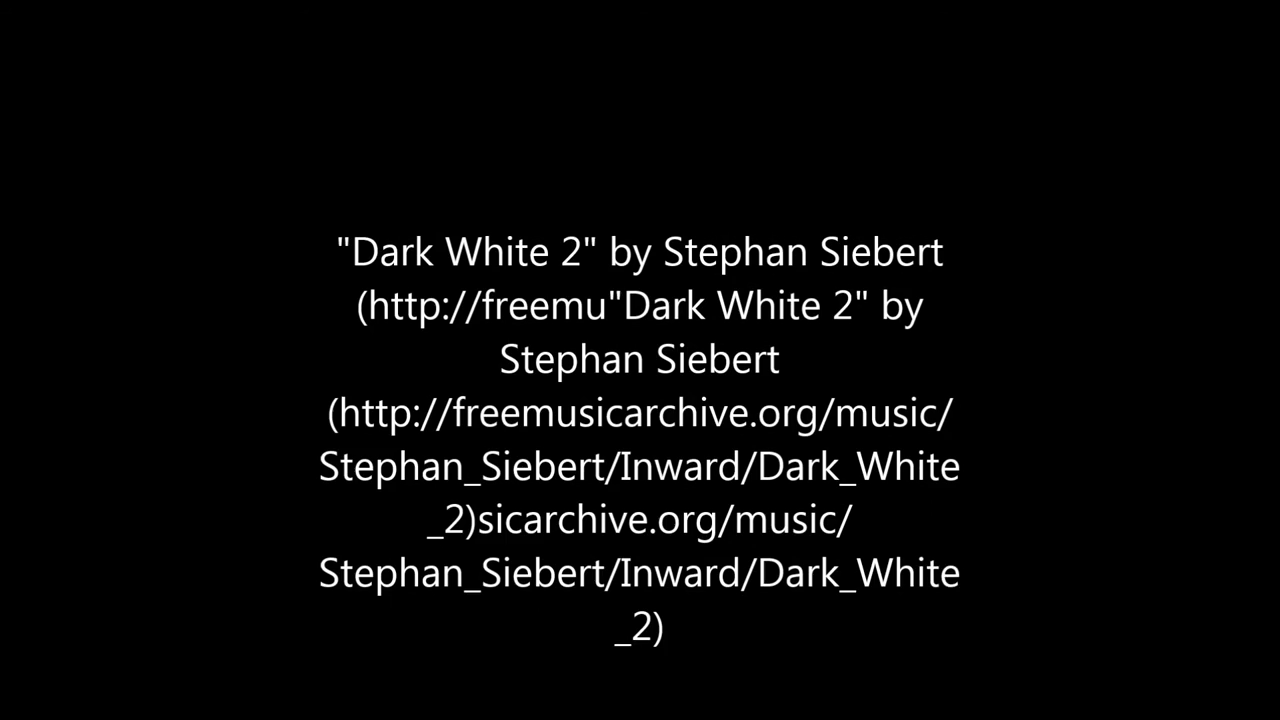 "Dark White 2" by Stephan Siebert
(http://freemu"Dark White 2" by
Stephan Siebert
(http://freemusicarchive.org/music/
Stephan_Siebert/Inward/Dark_White
_2)sicarchive.org/music/
Stephan_Siebert/Inward/Dark_White
_2)